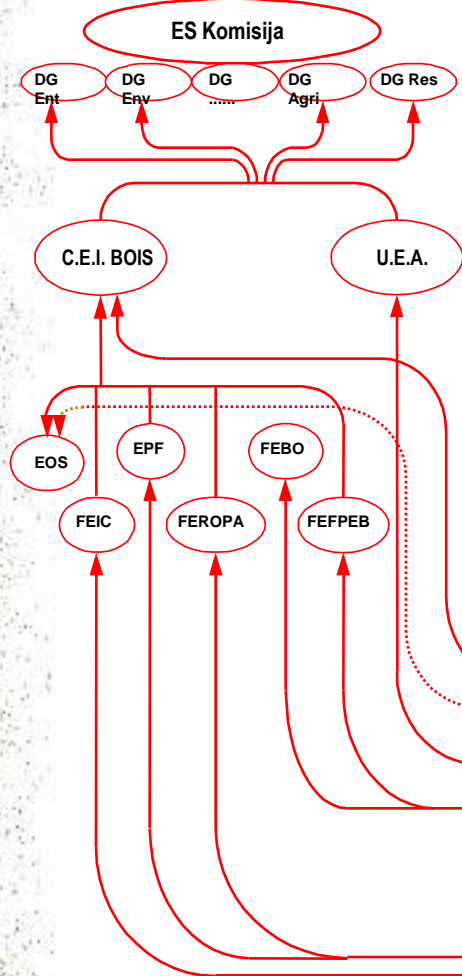 ES Komisija
DG
Ent
DG
Env
DG
......
DG
Agri
DG Res
C.E.I. BOIS
U.E.A.
EOS
EPF
FEBO
FEIC
FEROPA
FEFPEB